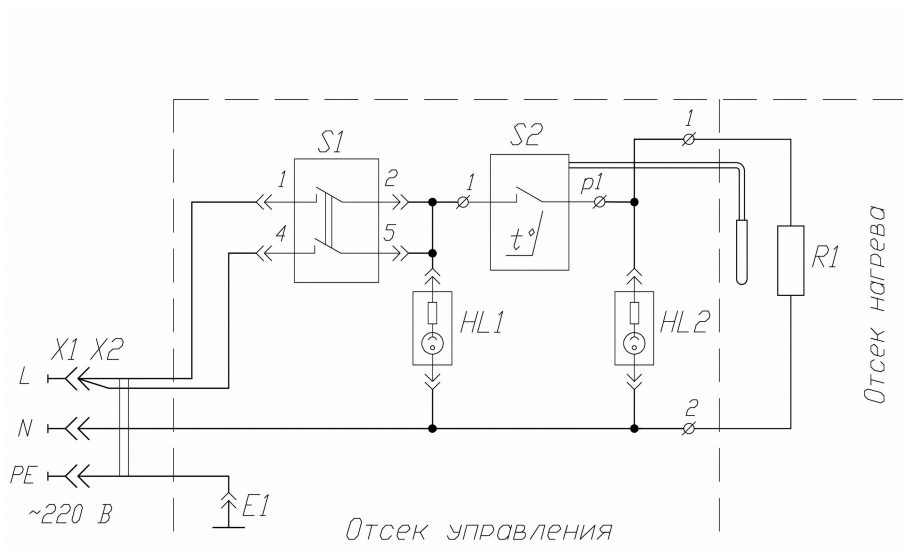 S1
S2
1
1
2
1
p1
4
5
t°
R1
Отсек нагрева
HL1
HL2
X1 X2
L
N
2
PE
~220 В
E1
Отсек управления